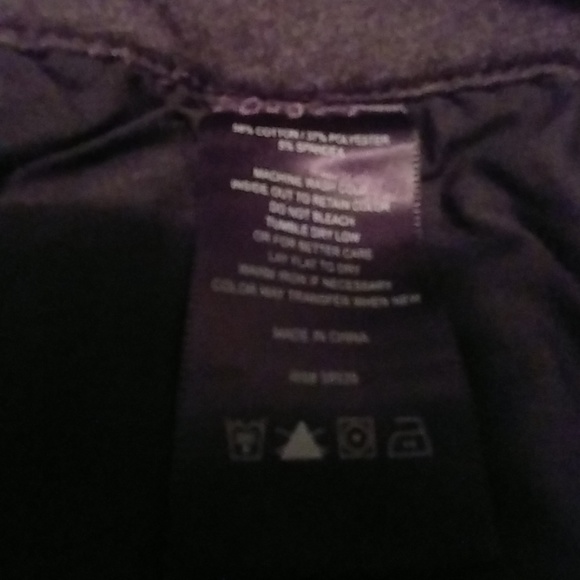 COTTON / 37% POLYESTER
5% SPANDEX
MACHINE WASH COLD
INSIDE OUT TO RETAIN COLOR
DO NOT BLEACH
TUMBLE DRY LOW
OR FOR BETTER CARE
LAY FLAT TO DRY
WARM IRON IF NECESSARY
COLOR MAY TRANSFER WHEN NEW
MADE IN CHINA